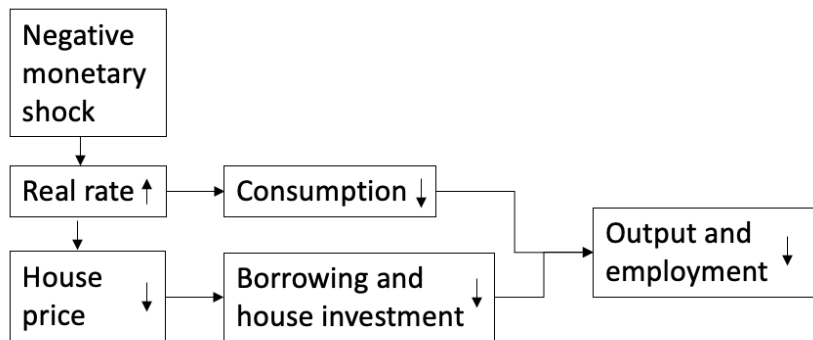 Negative
monetary
shock
Real rate
Consumption
House
price
Borrowing and
house investment
Output and
employment